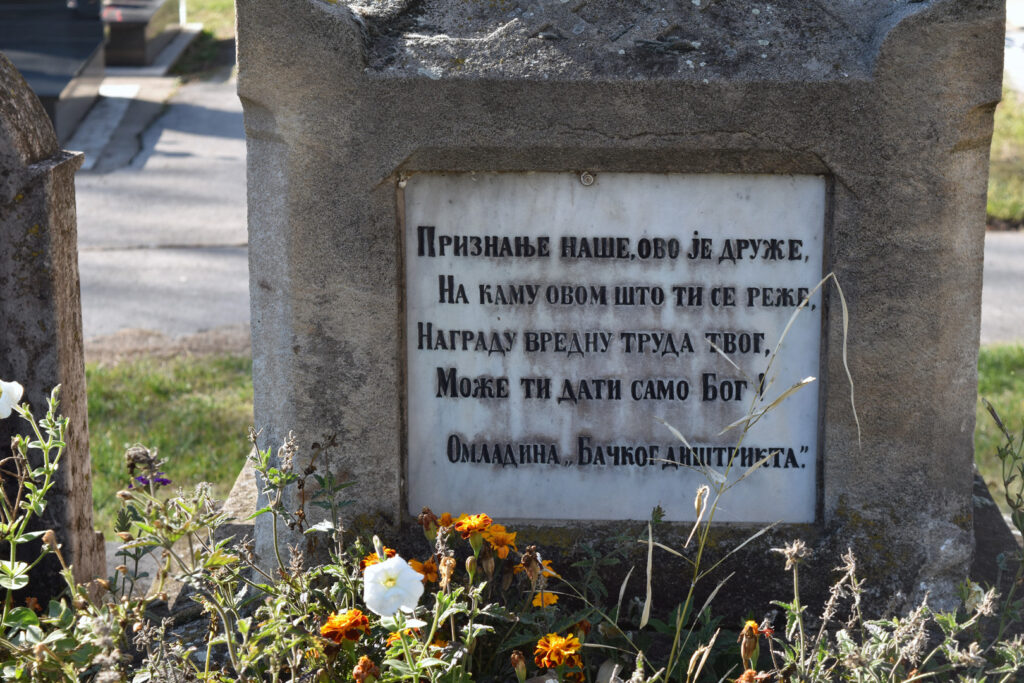 Признање наше, ово је друже,
На каму овом што ти се реже,
Награду вредну труда твог,
Може ти дати само Бог!
Омладина „Бачког диштрикта."